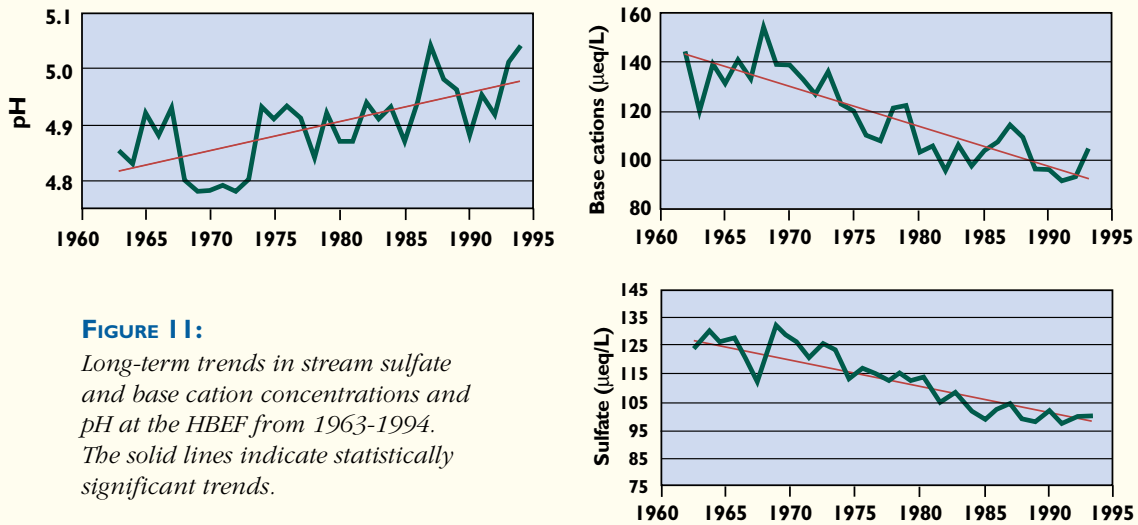 5.1
5.0
4.9
4.8
pH
1960 1965 1970 1975 1980 1985 1990 1995
160
140
120
100
80
Base cations (µeq/L)
1960 1965 1970 1975 1980 1985 1990 1995
145
135
125
115
105
95
85
75
Sulfate (µeq/L)
1960 1965 1970 1975 1980 1985 1990 1995
FIGURE 11:
Long-term trends in stream sulfate
and base cation concentrations and
pH at the HBEF from 1963-1994.
The solid lines indicate statistically
significant trends.